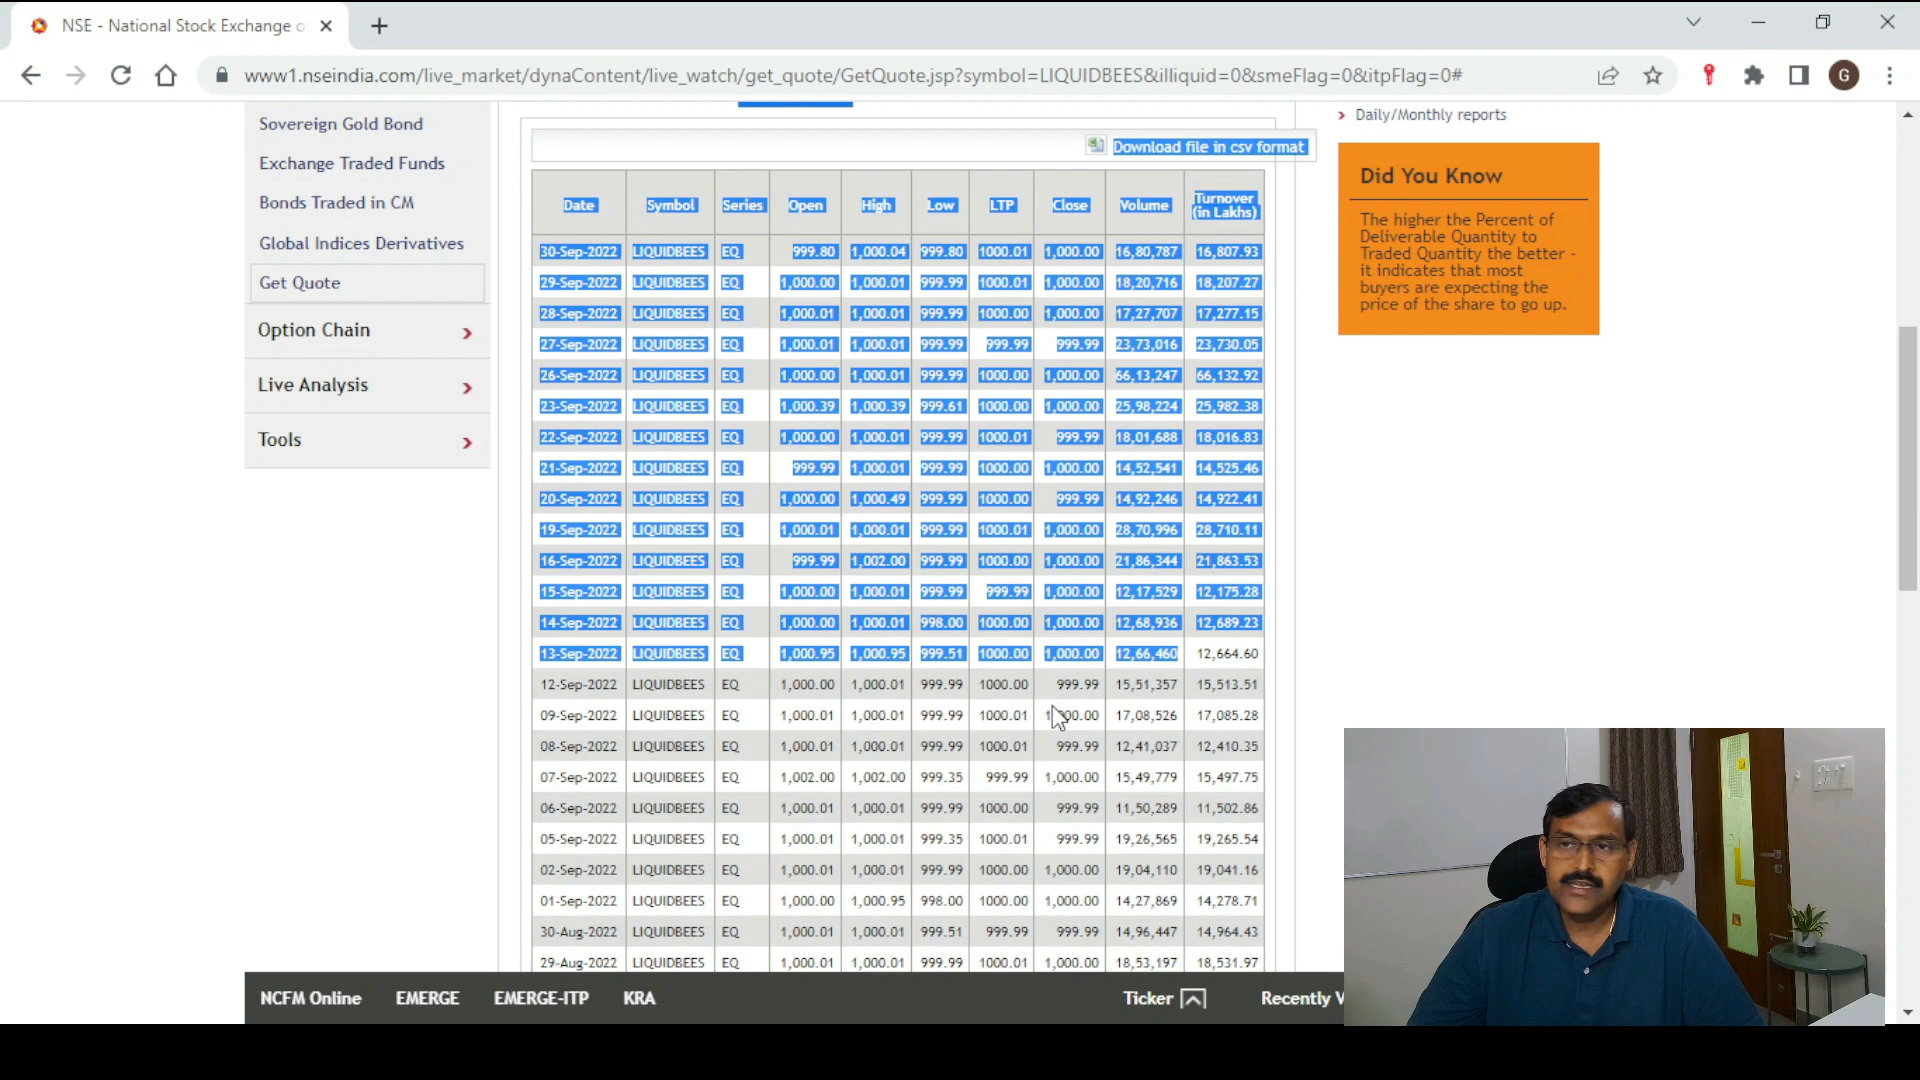 NSE - National Stock Exchange o
www1.nseindia.com/live_market/dynaContent/live_watch/get_quote/GetQuote.jsp?symbol=LIQUIDBEES&illiquid=0&smeFlag=0&itpFlag=0#
G
Sovereign Gold Bond
Exchange Traded Funds
Bonds Traded in CM
Global Indices Derivatives
Get Quote
Option Chain
Live Analysis
Tools
Download file in csv format
Date Symbol Series Open High Low LTP Close Volume Turnover (in Lakhs)
30-Sep-2022 LIQUIDBEES EQ 999.80 1,000.04 999.80 1000.01 1,000.00 16,80,787 16,807.93
29-Sep-2022 LIQUIDBEES EQ 1,000.00 1,000.01 999.99 1000.01 1,000.00 18,20,716 18,207.27
28-Sep-2022 LIQUIDBEES EQ 1,000.01 1,000.01 999.99 1000.01 1,000.00 17,27,707 17,277.15
27-Sep-2022 LIQUIDBEES EQ 1,000.01 1,000.01 999.99 999.99 999.99 23,73,016 23,730.05
26-Sep-2022 LIQUIDBEES EQ 1,000.00 1,000.01 999.99 1000.00 1,000.00 66,13,247 66,132.92
23-Sep-2022 LIQUIDBEES EQ 1,000.39 1,000.39 999.61 1000.00 1,000.00 25,98,224 25,982.38
22-Sep-2022 LIQUIDBEES EQ 1,000.00 1,000.01 999.99 1000.01 999.99 18,01,688 18,016.83
21-Sep-2022 LIQUIDBEES EQ 999.99 1,000.01 999.99 1000.00 1,000.00 14,52,541 14,525.46
20-Sep-2022 LIQUIDBEES EQ 1,000.00 1,000.49 999.99 1000.00 999.99 14,92,246 14,922.41
19-Sep-2022 LIQUIDBEES EQ 1,000.01 1,000.01 999.99 1000.01 1,000.00 28,70,996 28,710.11
16-Sep-2022 LIQUIDBEES EQ 999.99 1,002.00 999.99 1000.00 1,000.00 21,86,344 21,863.53
15-Sep-2022 LIQUIDBEES EQ 1,000.00 1,000.01 999.99 999.99 1,000.00 12,17,529 12,175.28
14-Sep-2022 LIQUIDBEES EQ 1,000.00 1,000.01 998.00 1000.00 1,000.00 12,68,936 12,689.23
13-Sep-2022 LIQUIDBEES EQ 1,000.95 1,000.95 999.51 1000.00 1,000.00 12,66,460 12,664.60
12-Sep-2022 LIQUIDBEES EQ 1,000.00 1,000.01 999.99 1000.00 999.99 15,51,357 15,513.51
09-Sep-2022 LIQUIDBEES EQ 1,000.01 1,000.01 999.99 1000.01 1,000.00 17,08,526 17,085.28
08-Sep-2022 LIQUIDBEES EQ 1,000.01 1,000.01 999.99 1000.01 999.99 12,41,037 12,410.35
07-Sep-2022 LIQUIDBEES EQ 1,002.00 1,002.00 999.35 999.99 1,000.00 15,49,779 15,497.75
06-Sep-2022 LIQUIDBEES EQ 1,000.01 1,000.01 999.99 1000.00 999.99 11,50,289 11,502.86
05-Sep-2022 LIQUIDBEES EQ 1,000.01 1,000.01 999.35 1000.01 999.99 19,26,565 19,265.54
02-Sep-2022 LIQUIDBEES EQ 1,000.01 1,000.01 999.99 1000.00 1,000.00 19,04,110 19,041.16
01-Sep-2022 LIQUIDBEES EQ 1,000.00 1,000.95 998.00 1000.00 1,000.00 14,27,869 14,278.71
30-Aug-2022 LIQUIDBEES EQ 1,000.01 1,000.01 999.51 999.99 999.99 14,96,447 14,964.43
29-Aug-2022 LIQUIDBEES EQ 1,000.01 1,000.01 999.99 1000.01 1,000.00 18,53,197 18,531.97
Daily/Monthly reports
Did You Know
The higher the Percent of
Deliverable Quantity to
Traded Quantity the better -
it indicates that most
buyers are expecting the
price of the share to go up.
NCFM Online EMERGE EMERGE-ITP KRA Ticker Recently V